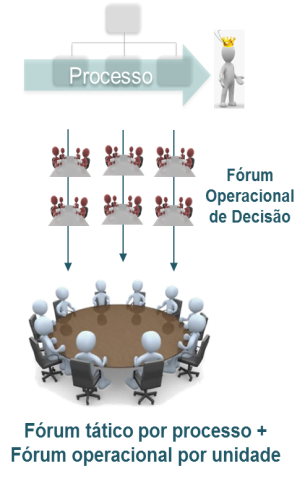 Processo
Fórum
Operacional
de Decisão
Fórum tático por processo +
Fórum operacional por unidade